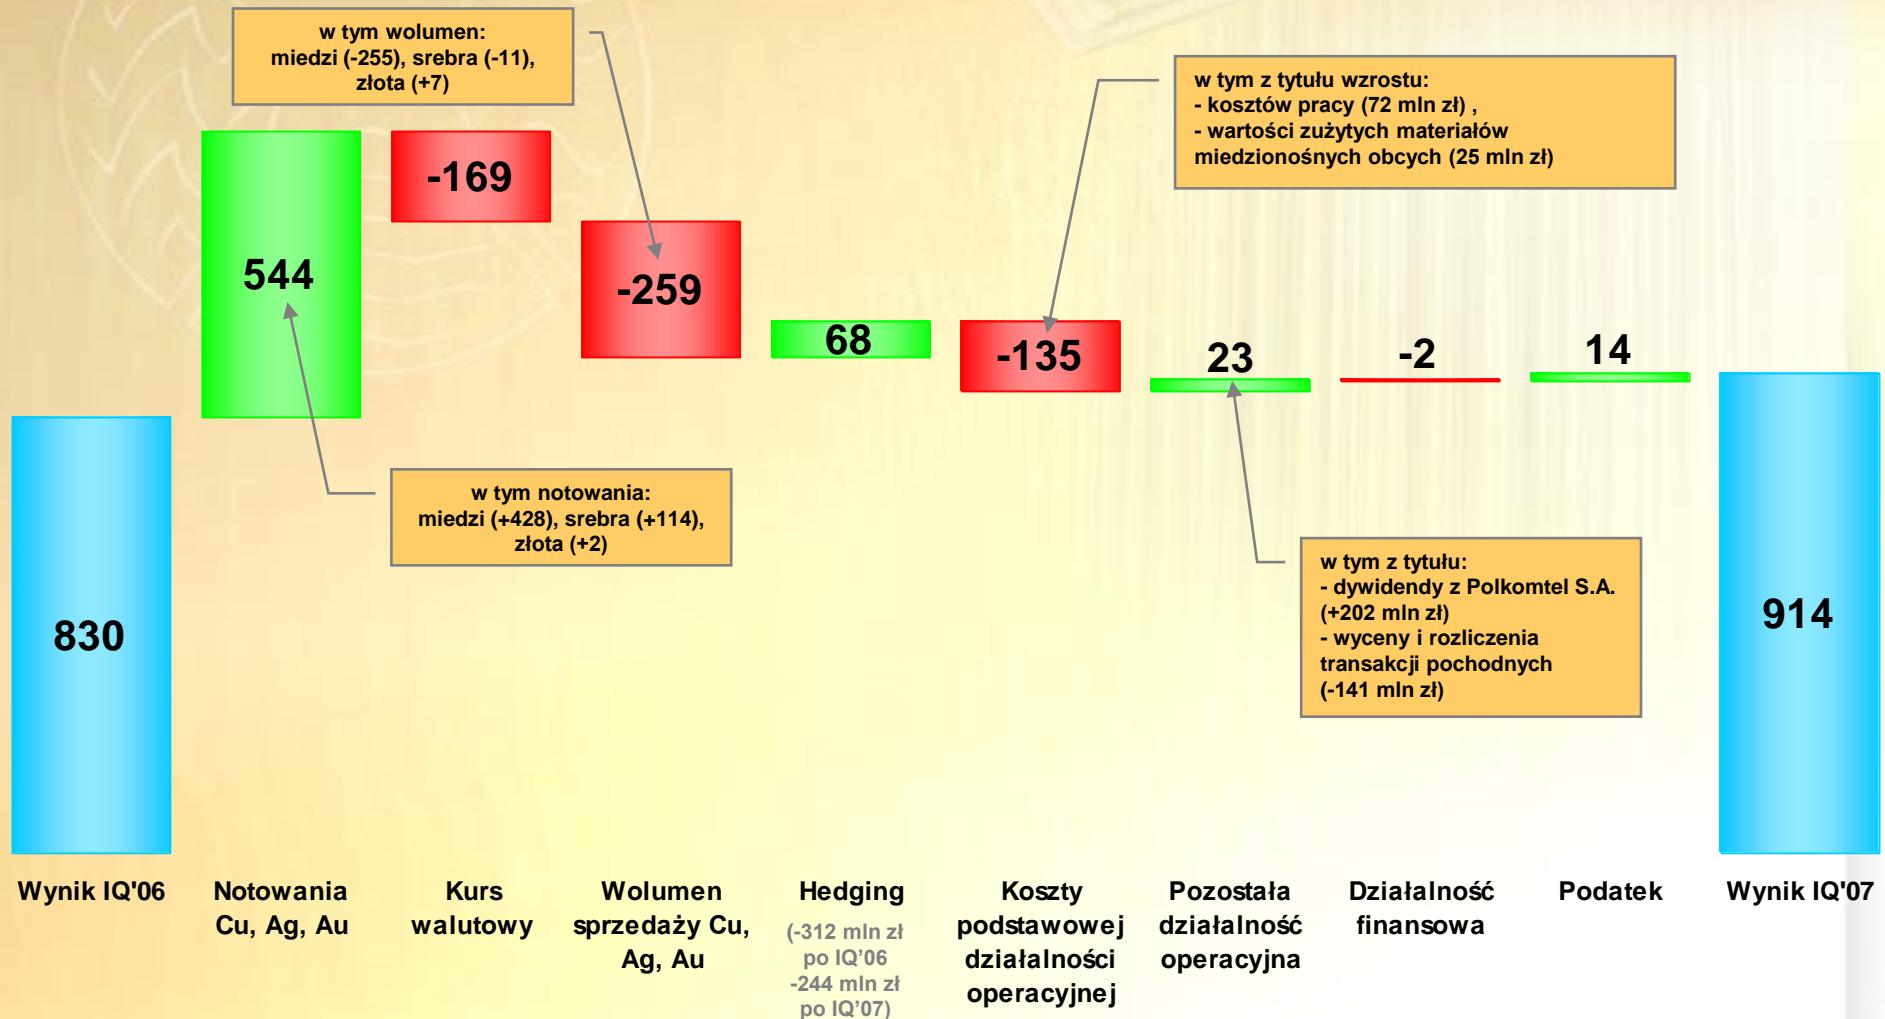 w tym wolumen:
miedzi (-255), srebra (-11),
złota (+7)
w tym z tytułu wzrostu:
- kosztów pracy (72 mln zł) ,
- wartości zużytych materiałów
miedzionośnych obcych (25 mln zł)
544
-169
-259
68
-135
23
-2
14
w tym notowania:
miedzi (+428), srebra (+114),
złota (+2)
w tym z tytułu:
- dywidendy z Polkomtel S.A.
(+202 mln zł)
- wyceny i rozliczenia
transakcji pochodnych
(-141 mln zł)
830
914
Wynik IQ'06
Notowania
Cu, Ag, Au
Kurs
walutowy
Wolumen
sprzedaży Cu,
Ag, Au
Hedging
(-312 mln zł
po IQ'06
-244 mln zł
po IQ'07)
Koszty
podstawowej
działalności
operacyjnej
Pozostała
działalność
operacyjna
Działalność
finansowa
Podatek
Wynik IQ'07